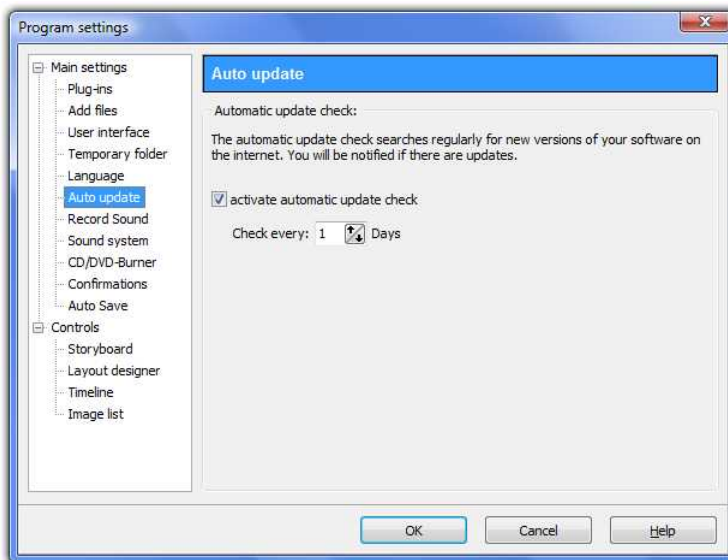 Program settings
Main settings
Plug-ins
Add files
User interface
Temporary folder
Language
Auto update
Record Sound
Sound system
CD/DVD-Burner
Confirmations
Auto Save
Controls
Storyboard
Layout designer
Timeline
Image list
Auto update
Automatic update check:
The automatic update check searches regularly for new versions of your software on
the internet. You will be notified if there are updates.
activate automatic update check
Check every: 1 Days
OK Cancel Help